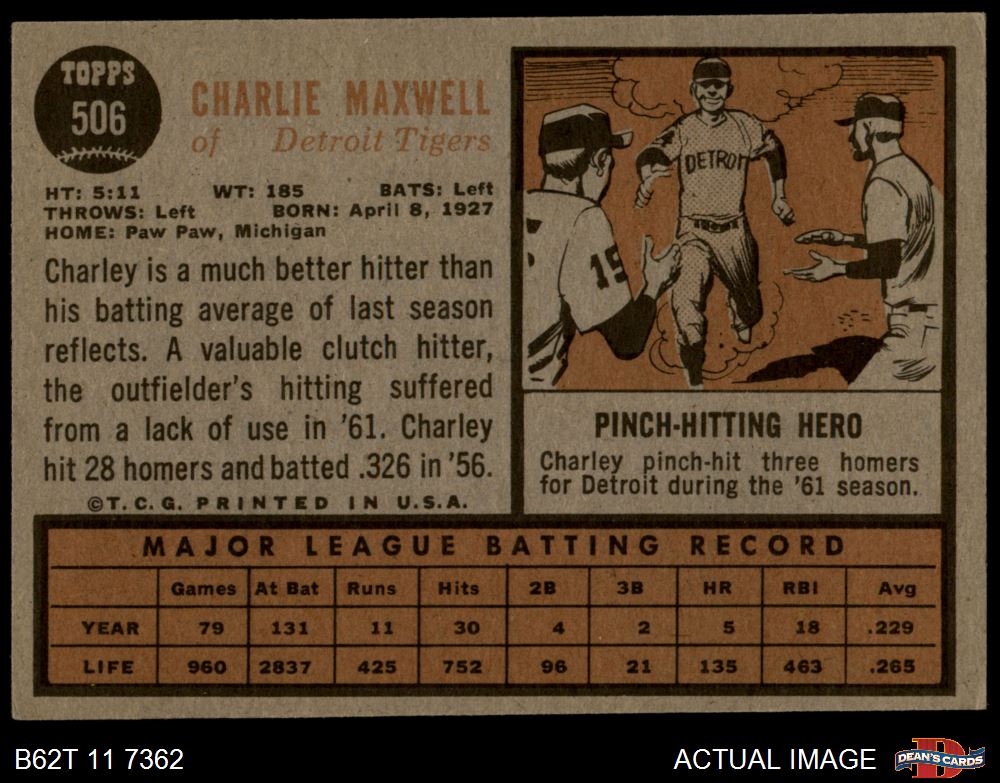 TOPPS
506
CHARLIE MAXWELL
of Detroit Tigers
HT: 5:11 WT: 185 BATS: Left
THROWS: Left BORN: April 8, 1927
HOME: Paw Paw, Michigan
Charley is a much better hitter than
his batting average of last season
reflects. A valuable clutch hitter,
the outfielder's hitting suffered
from a lack of use in '61. Charley
hit 28 homers and batted .326 in '56.
©T.C.G. PRINTED IN U.S.A.
DETROIT
19
PINCH-HITTING HERO
Charley pinch-hit three homers
for Detroit during the '61 season.
MAJOR LEAGUE BATTING RECORD
Games At Bat Runs Hits 2B 3B HR RBI Avg
YEAR 79 131 11 30 4 2 5 18 .229
LIFE 960 2837 425 752 96 21 135 463 .265
B62T 11 7362
ACTUAL IMAGE
DEAN'S CARDS